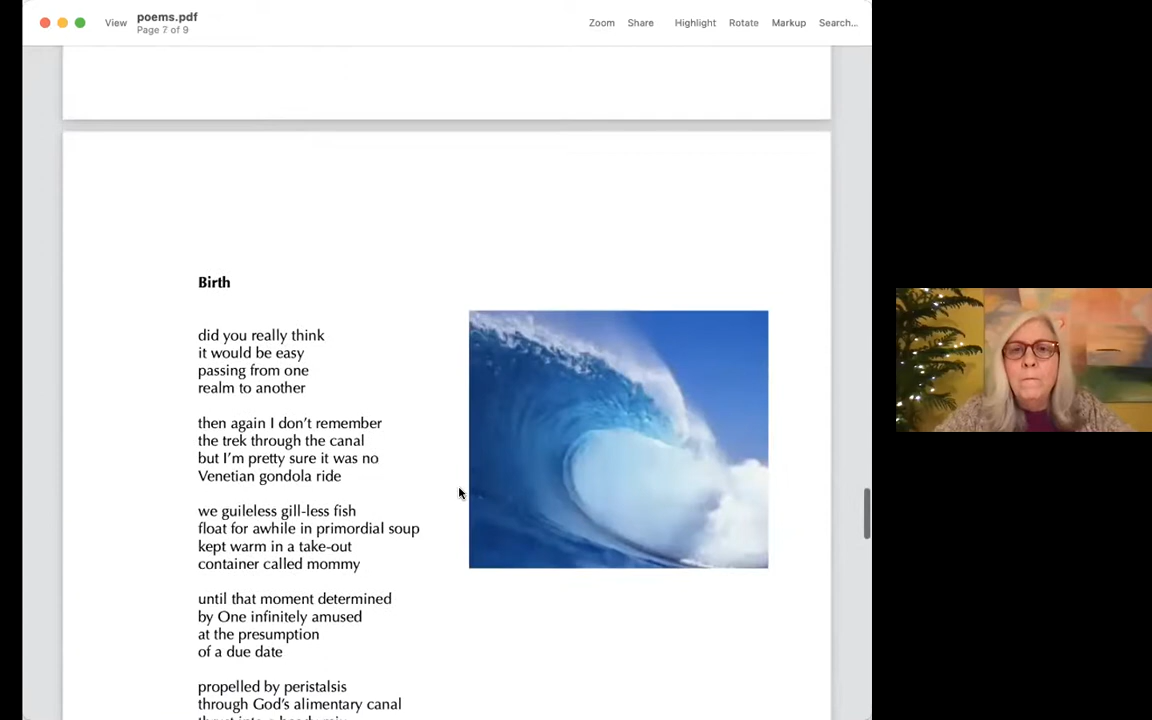 View
poems.pdf
Page 7 of 9
Zoom
Share
Highlight
Rotate
Markup
Search...
Birth
did you really think
it would be easy
passing from one
realm to another
then again I don't remember
the trek through the canal
but I'm pretty sure it was no
Venetian gondola ride
we guileless gill-less fish
float for awhile in primordial soup
kept warm in a take-out
container called mommy
until that moment determined
by One infinitely amused
at the presumption
of a due date
propelled by peristalsis
through God's alimentary canal